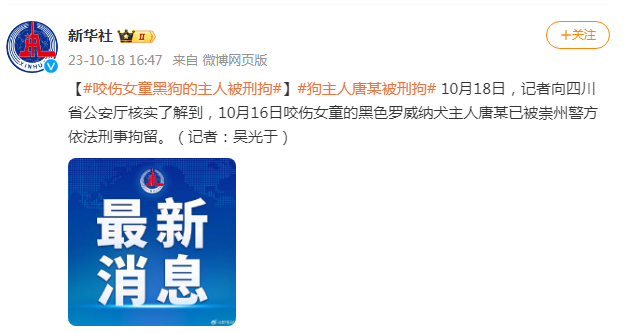 新华社 II
+关注
23-10-18 16:47 来自 微博网页版
【#咬伤女童黑狗的主人被刑拘#】#狗主人唐某被刑拘# 10月18日，记者向四川
省公安厅核实了解到，10月16日咬伤女童的黑色罗威纳犬主人唐某已被崇州警方
依法刑事拘留。（记者：吴光于）
最新
消息